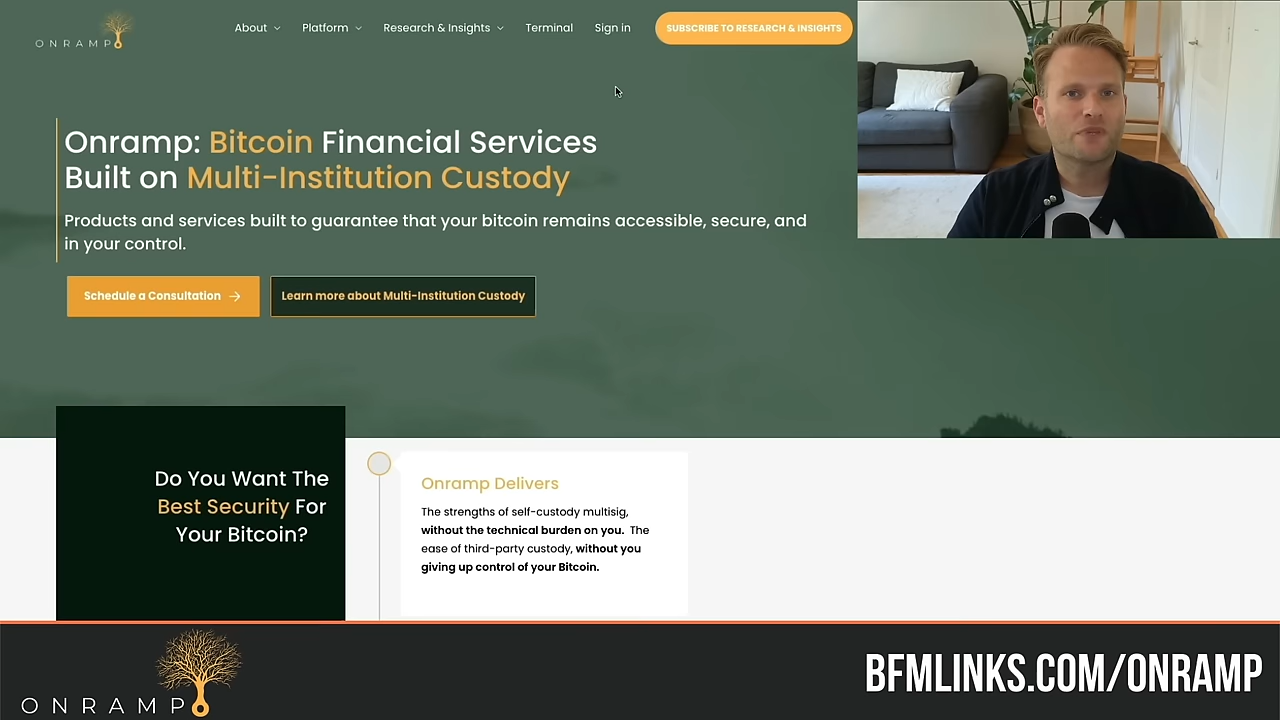 ONRAMP
About
Platform
Research & Insights
Terminal
Sign in
SUBSCRIBE TO RESEARCH & INSIGHTS
Onramp: Bitcoin Financial Services
Built on Multi-Institution Custody
Products and services built to guarantee that your bitcoin remains accessible, secure, and
in your control.
Schedule a Consultation
Learn more about Multi-Institution Custody
Do You Want The
Best Security For
Your Bitcoin?
Onramp Delivers
The strengths of self-custody multisig,
without the technical burden on you. The
ease of third-party custody, without you
giving up control of your Bitcoin.
ONRAMP
BFMLINKS.COM/ONRAMP